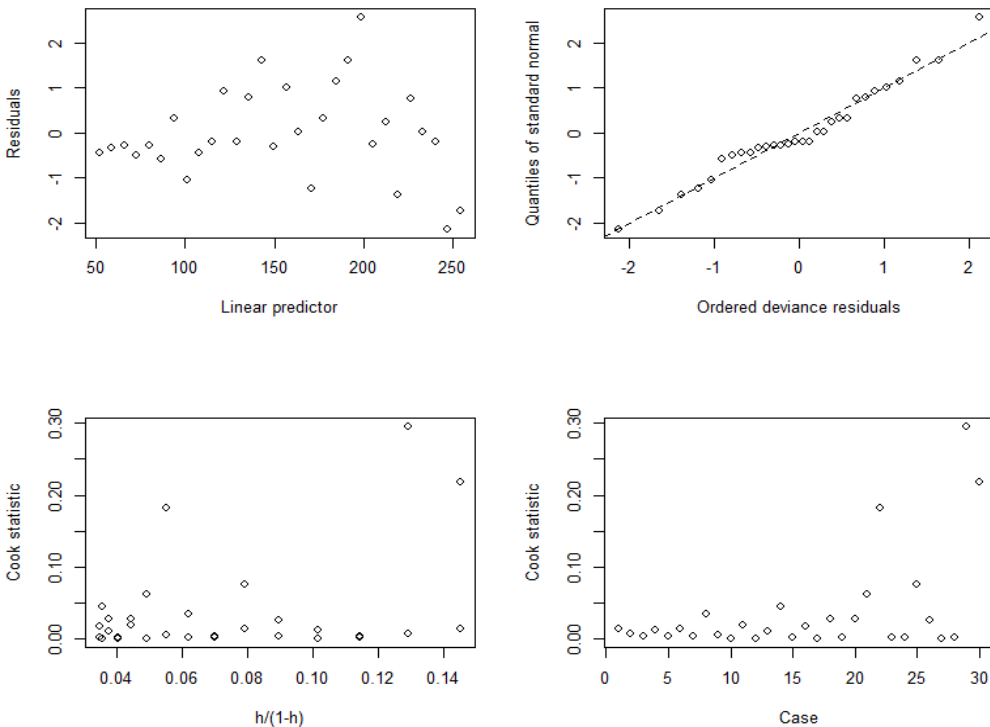 Residuals
2
1
0
-1
-2
50 100 150 200 250
Linear predictor
Quantiles of standard normal
2
1
0
-1
-2
-2 -1 0 1 2
Ordered deviance residuals
Cook statistic
0.30
0.20
0.10
0.00
0.04 0.06 0.08 0.10 0.12 0.14
h/(1-h)
Cook statistic
0.30
0.20
0.10
0.00
0 5 10 15 20 25 30
Case